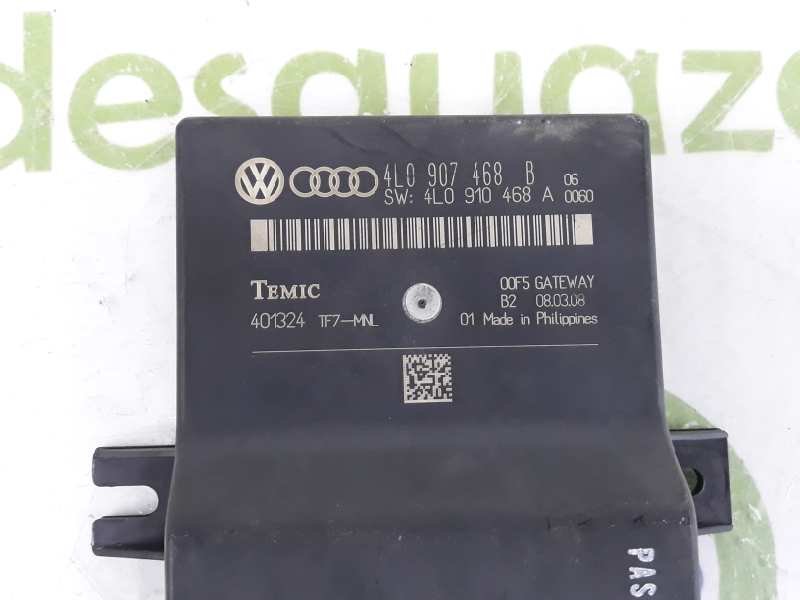 desguaze
4L0 907 468 B 06
SW: 4L0 910 468 A 0060
TEMIC
00F5 GATEWAY
B2 08.03.08
401324 TF7-MNL 01 Made in Philippines
PAS